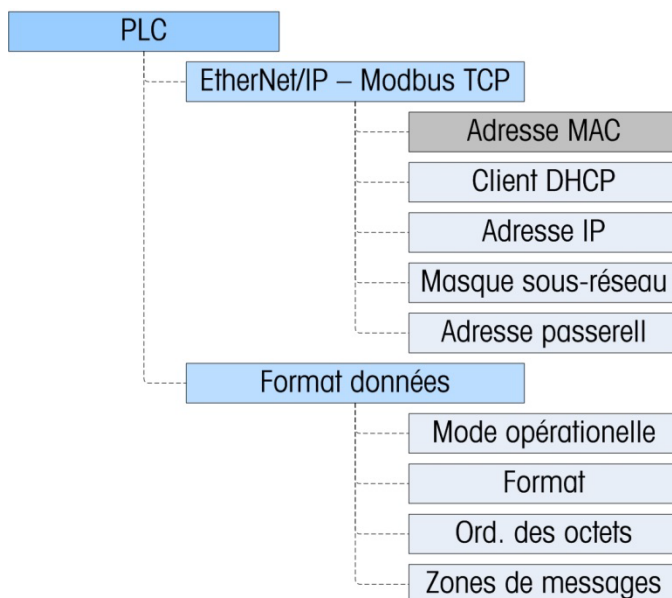 PLC
EtherNet/IP – Modbus TCP
Adresse MAC
Client DHCP
Adresse IP
Masque sous-réseau
Adresse passerell
Format données
Mode opérationelle
Format
Ord. des octets
Zones de messages